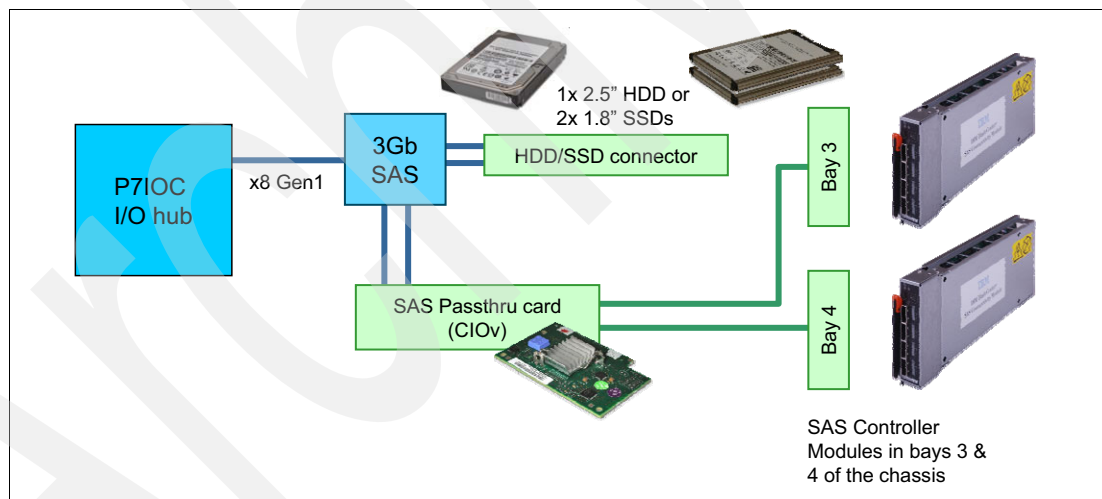 1x 2.5” HDD or
2x 1.8” SSDs
P7IOC
I/O hub
x8 Gen1
3Gb
SAS
HDD/SSD connector
Bay 3
SAS Passthru card
(CIOv)
Bay 4
SAS Controller
Modules in bays 3 &
4 of the chassis